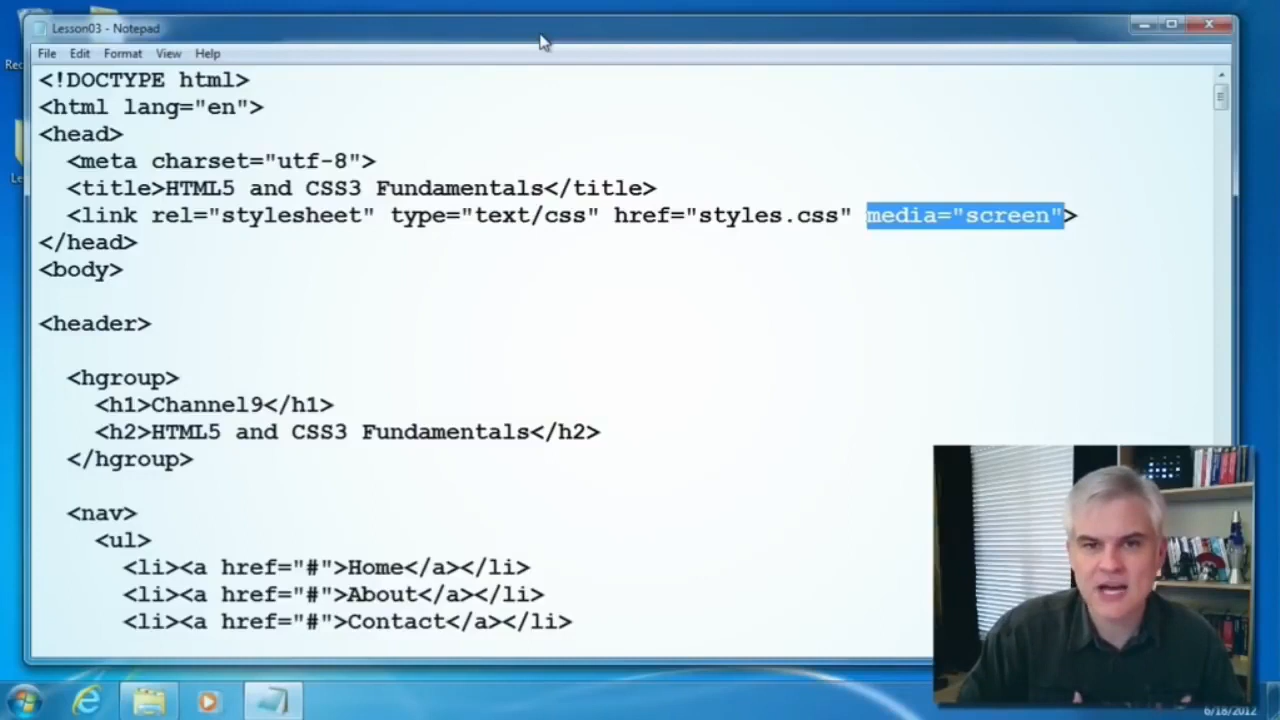 Lesson03 - Notepad
File Edit Format View Help
<!DOCTYPE html>
<html lang="en">
<head>
<meta charset="utf-8">
<title>HTML5 and CSS3 Fundamentals</title>
<link rel="stylesheet" type="text/css" href="styles.css" media="screen">
</head>
<body>
<header>
<hgroup>
<h1>Channel9</h1>
<h2>HTML5 and CSS3 Fundamentals</h2>
</hgroup>
<nav>
<ul>
<li><a href="#">Home</a></li>
<li><a href="#">About</a></li>
<li><a href="#">Contact</a></li>
6/18/2012